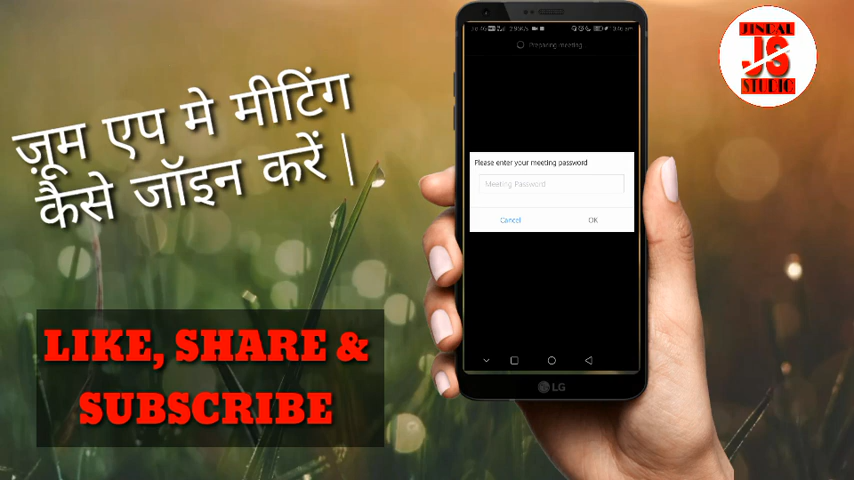 ज़ूम एप मे मीटिंग
कैसे जॉइन करें |
LIKE, SHARE &
SUBSCRIBE
JINDAL
JS
STUDIO
Preparing meeting
Please enter your meeting password
Meeting Password
Cancel OK
LG